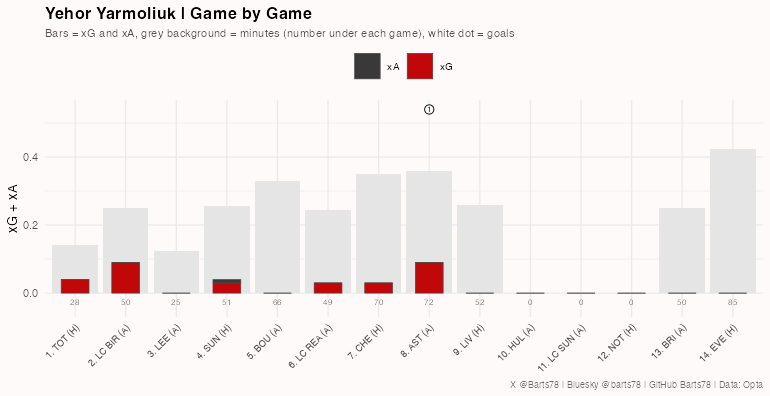 Yehor Yarmoliuk | Game by Game
Bars = xG and xA, grey background = minutes (number under each game), white dot = goals
xA xG
1
xG + xA
0.4
0.2
0.0
28 50 25 51 66 49 70 72 52 0 0 0 50 85
1. TOT (H)
2. LC BIR (A)
3. LEE (A)
4. SUN (H)
5. BOU (A)
6. LC REA (A)
7. CHE (H)
8. AST (A)
9. LIV (H)
10. HUL (A)
11. LC SUN (A)
12. NOT (H)
13. BRI (A)
14. EVE (H)
X @Barts78 | Bluesky @barts78 | GitHub Barts78 | Data: Opta